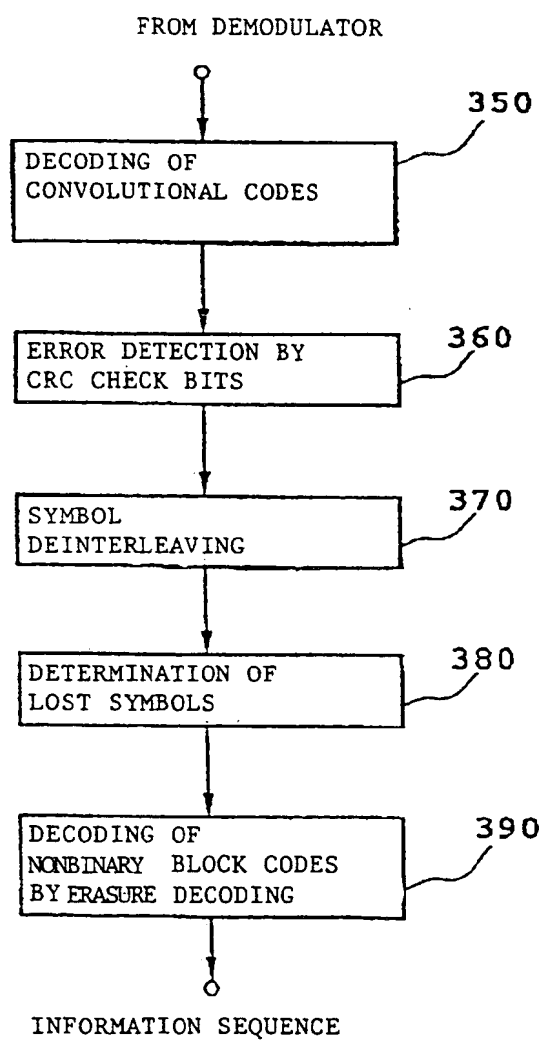 FROM DEMODULATOR
350
DECODING OF
CONVOLUTIONAL CODES
360
ERROR DETECTION BY
CRC CHECK BITS
370
SYMBOL
DEINTERLEAVING
380
DETERMINATION OF
LOST SYMBOLS
390
DECODING OF
NONBINARY BLOCK CODES
BY ERASURE DECODING
INFORMATION SEQUENCE